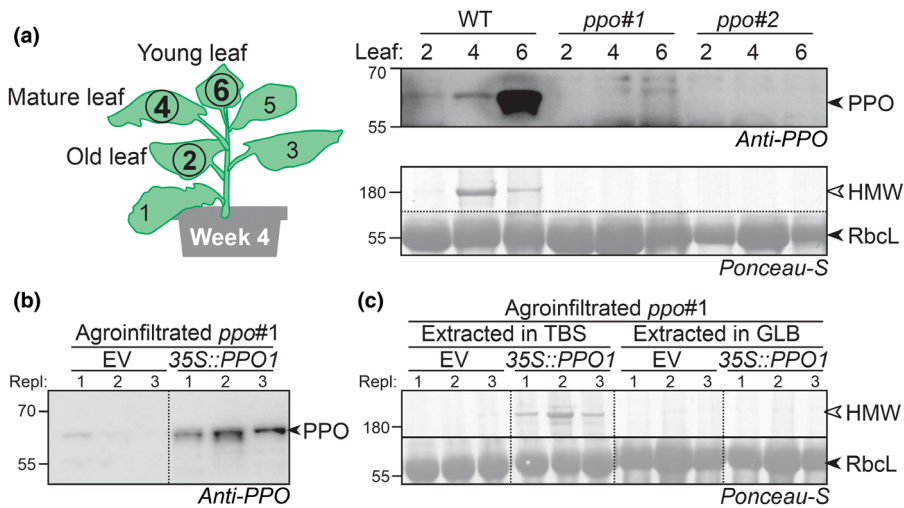 (a)
Young leaf
Mature leaf
Old leaf
6
4
5
2
3
1
Week 4
WT ppo#1 ppo#2
Leaf: 2 4 6 2 4 6 2 4 6
70
55
PPO
Anti-PPO
180
HMW
55
RbcL
Ponceau-S
(b)
Agroinfiltrated ppo#1
EV 35S::PPO1
Repl: 1 2 3 1 2 3
70
PPO
55
Anti-PPO
(c)
Agroinfiltrated ppo#1
Extracted in TBS Extracted in GLB
EV 35S::PPO1 EV 35S::PPO1
Repl: 1 2 3 1 2 3 1 2 3 1 2 3
HMW
180
RbcL
55
Ponceau-S